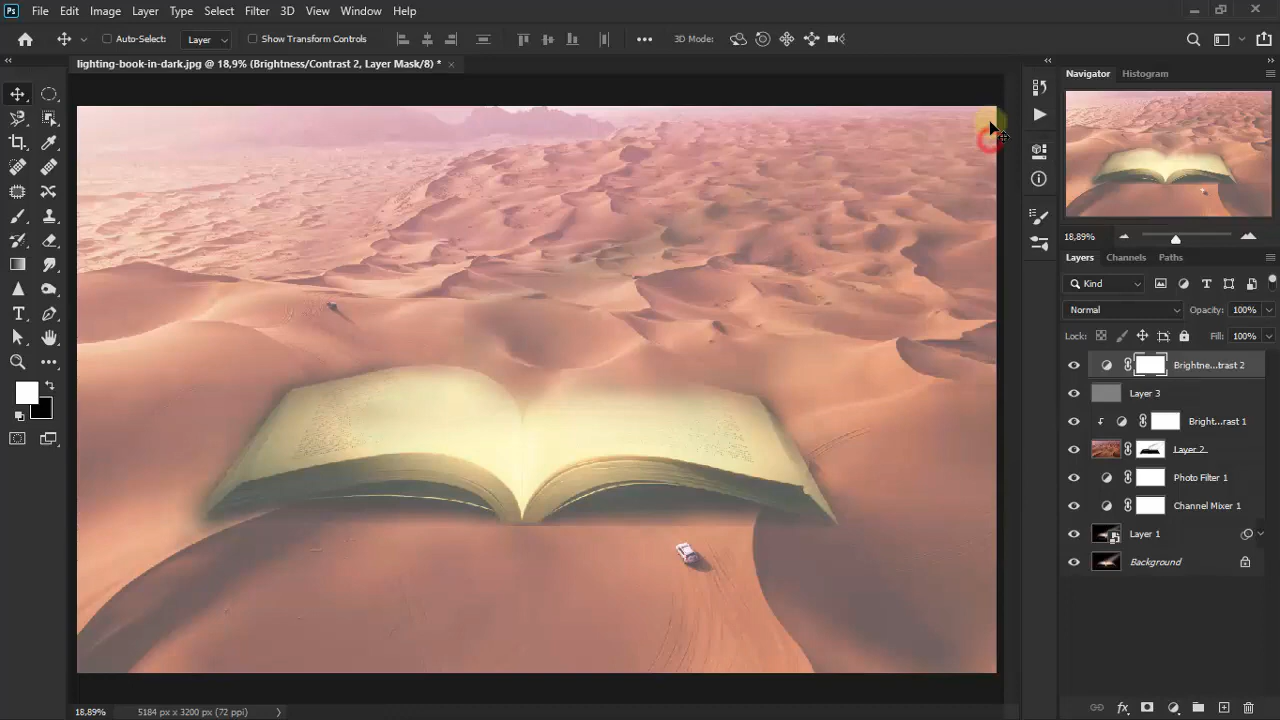 Ps File Edit Image Layer Type Select Filter 3D View Window Help
Auto-Select: Layer Show Transform Controls 3D Mode:
lighting-book-in-dark.jpg @ 18,9% (Brightness/Contrast 2, Layer Mask/8) *
Navigator Histogram
18,89%
Layers Channels Paths
Kind
Normal Opacity: 100%
Lock: Fill: 100%
Brightne...trast 2
Layer 3
Bright...rast 1
Layer 2
Photo Filter 1
Channel Mixer 1
Layer 1
Background
18,89% 5184 px x 3200 px (72 ppi)